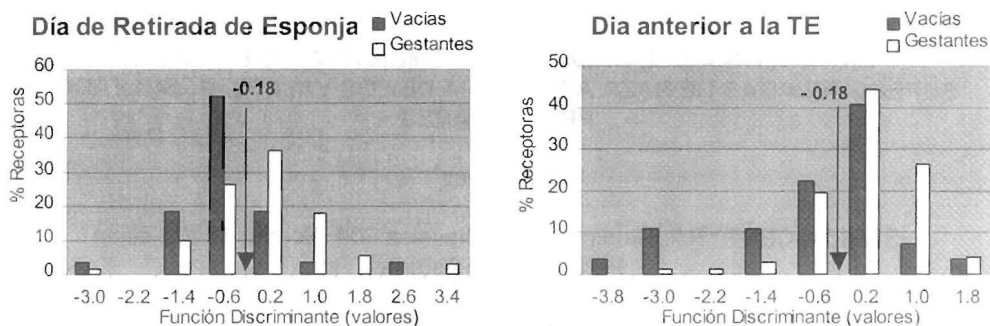 Día de Retirada de Esponja
Vacias
Gestantes
% Receptoras
60
50
40
30
20
10
0
-0.18
-3.0 -2.2 -1.4 -0.6 0.2 1.0 1.8 2.6 3.4
Función Discriminante (valores)
Dia anterior a la TE
Vacías
Gestantes
% Receptoras
50
40
30
20
10
0
- 0.18
-3.8 -3.0 -2.2 -1.4 -0.6 0.2 1.0 1.8
Función Discriminante (valores)